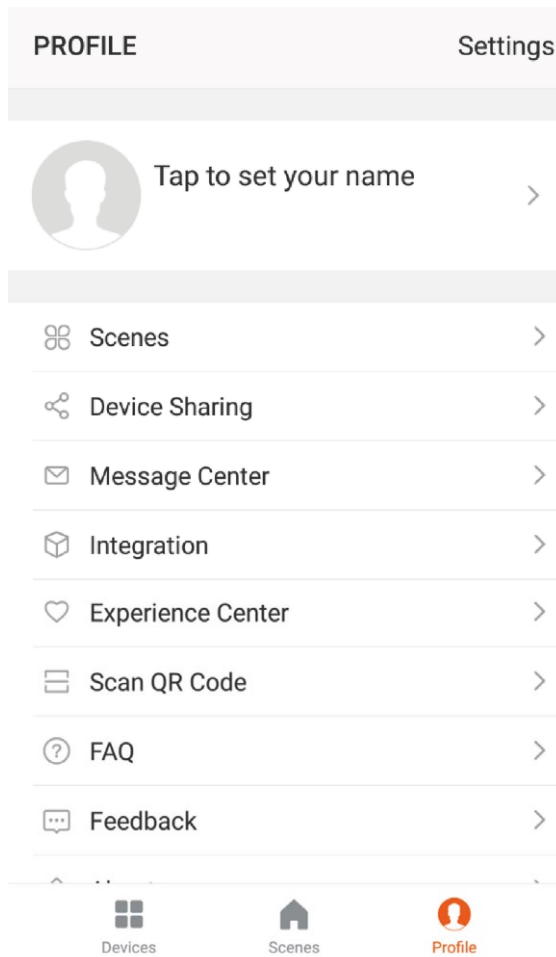 PROFILE Settings
Tap to set your name
Scenes
Device Sharing
Message Center
Integration
Experience Center
Scan QR Code
? FAQ
Feedback
Devices Scenes Profile